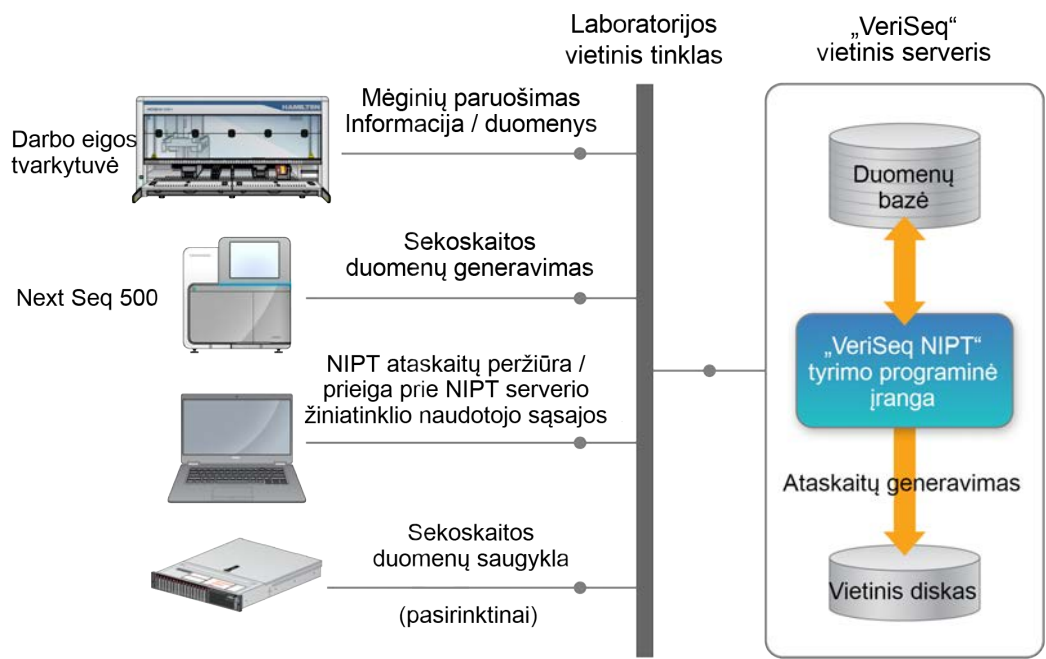 Laboratorijos
vietinis tinklas
„VeriSeq“
vietinis serveris
Darbo eigos
tvarkytuvė
HAMILTON
Mėginių paruošimas
Informacija / duomenys
Next Seq 500
Sekoskaitos
duomenų generavimas
NIPT ataskaitų peržiūra /
prieiga prie NIPT serverio
žiniatinklio naudotojo sąsajos
Sekoskaitos
duomenų saugykla
(pasirinktinai)
Duomenų
bazė
„VeriSeq NIPT“
tyrimo programinė
įranga
Ataskaitų generavimas
Vietinis diskas